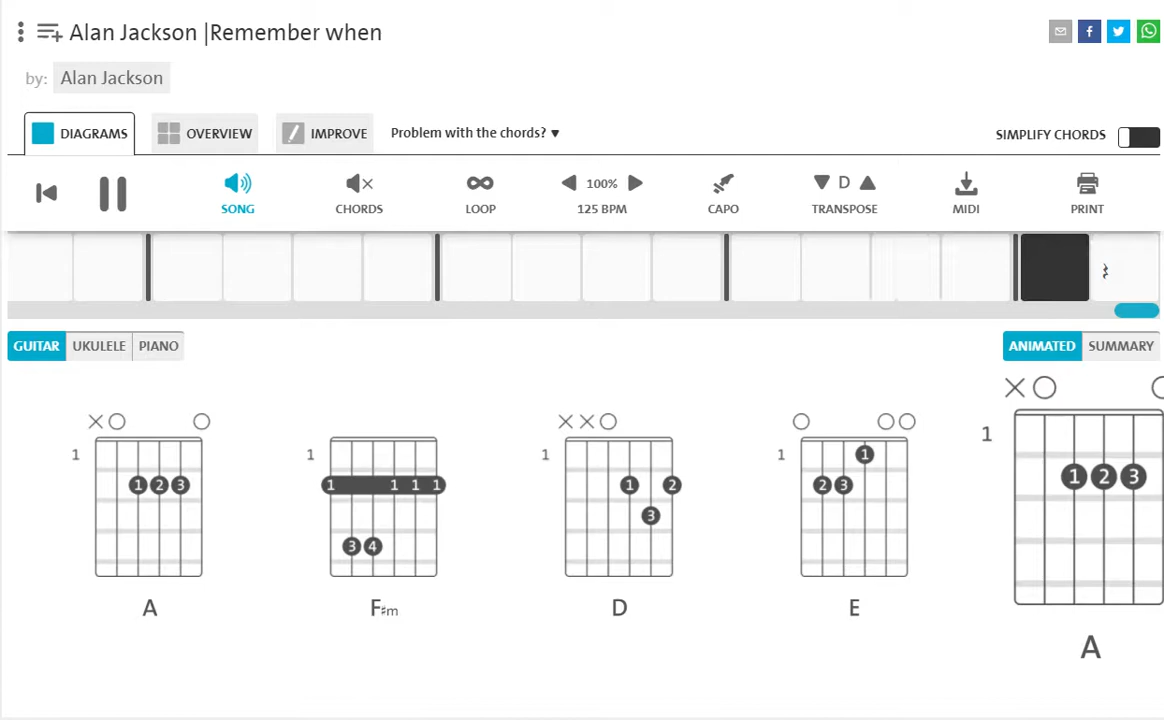 Alan Jackson |Remember when
by: Alan Jackson
DIAGRAMS OVERVIEW IMPROVE Problem with the chords? ▼ SIMPLIFY CHORDS
100% D
SONG CHORDS LOOP 125 BPM CAPO TRANSPOSE MIDI PRINT
GUITAR UKULELE PIANO ANIMATED SUMMARY
1 1 1 1 1
1 2 3 1 1 1 1 1 2 2 3 1 2 3
3 4 3 1
A F♯m D E A